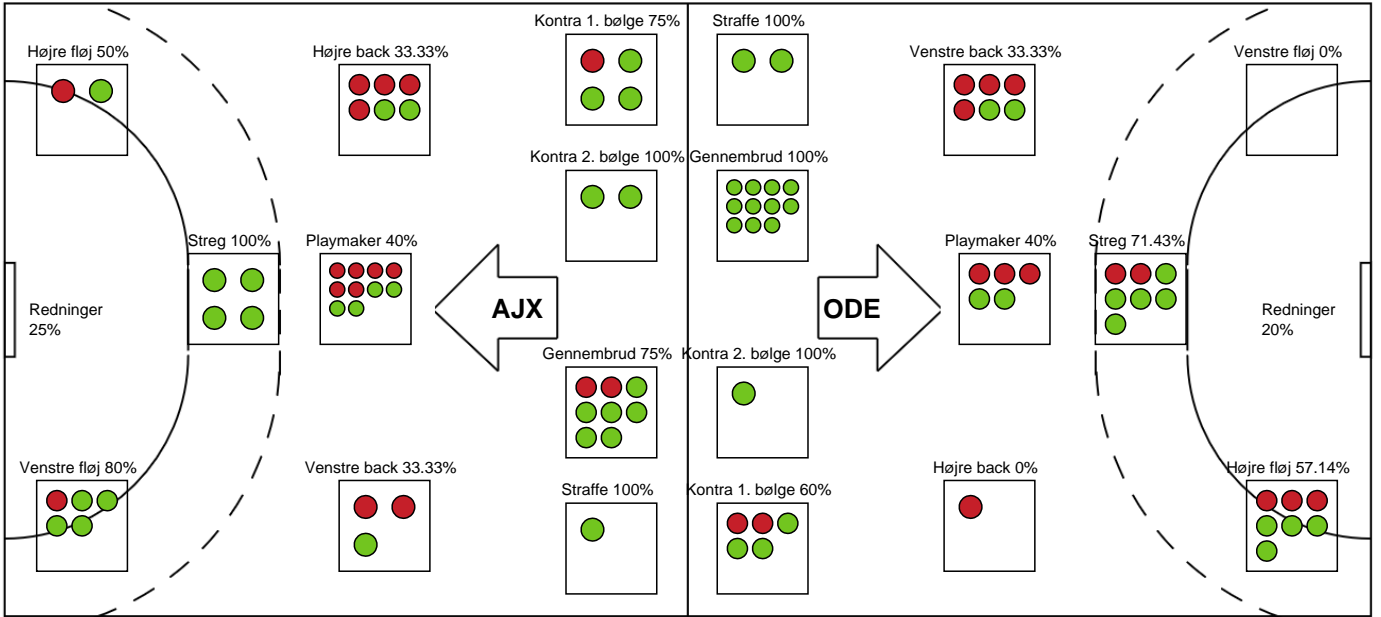 Kontra 1. bølge 75%
Straffe 100%
Højre fløj 50%
Højre back 33.33%
Venstre back 33.33%
Venstre fløj 0%
Kontra 2. bølge 100%
Gennembrud 100%
Streg 100%
Playmaker 40%
Playmaker 40%
Streg 71.43%
AJX
ODE
Redninger
25%
Redninger
20%
Gennembrud 75%
Kontra 2. bølge 100%
Venstre fløj 80%
Venstre back 33.33%
Straffe 100%
Kontra 1. bølge 60%
Højre back 0%
Højre fløj 57.14%